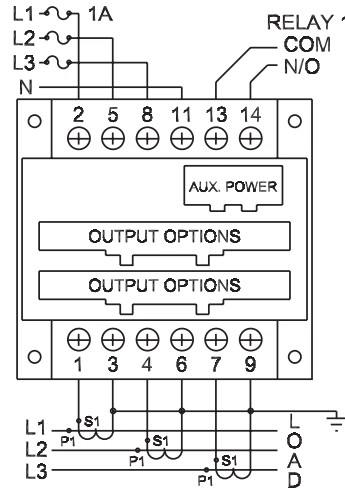 L1 1A
RELAY 1
L2 COM
L3 N/O
N
2 5 8 11 13 14
AUX. POWER
OUTPUT OPTIONS
OUTPUT OPTIONS
1 3 4 6 7 9
L1 P1 S1 L
L2 P1 S1 O
L3 P1 S1 A
D